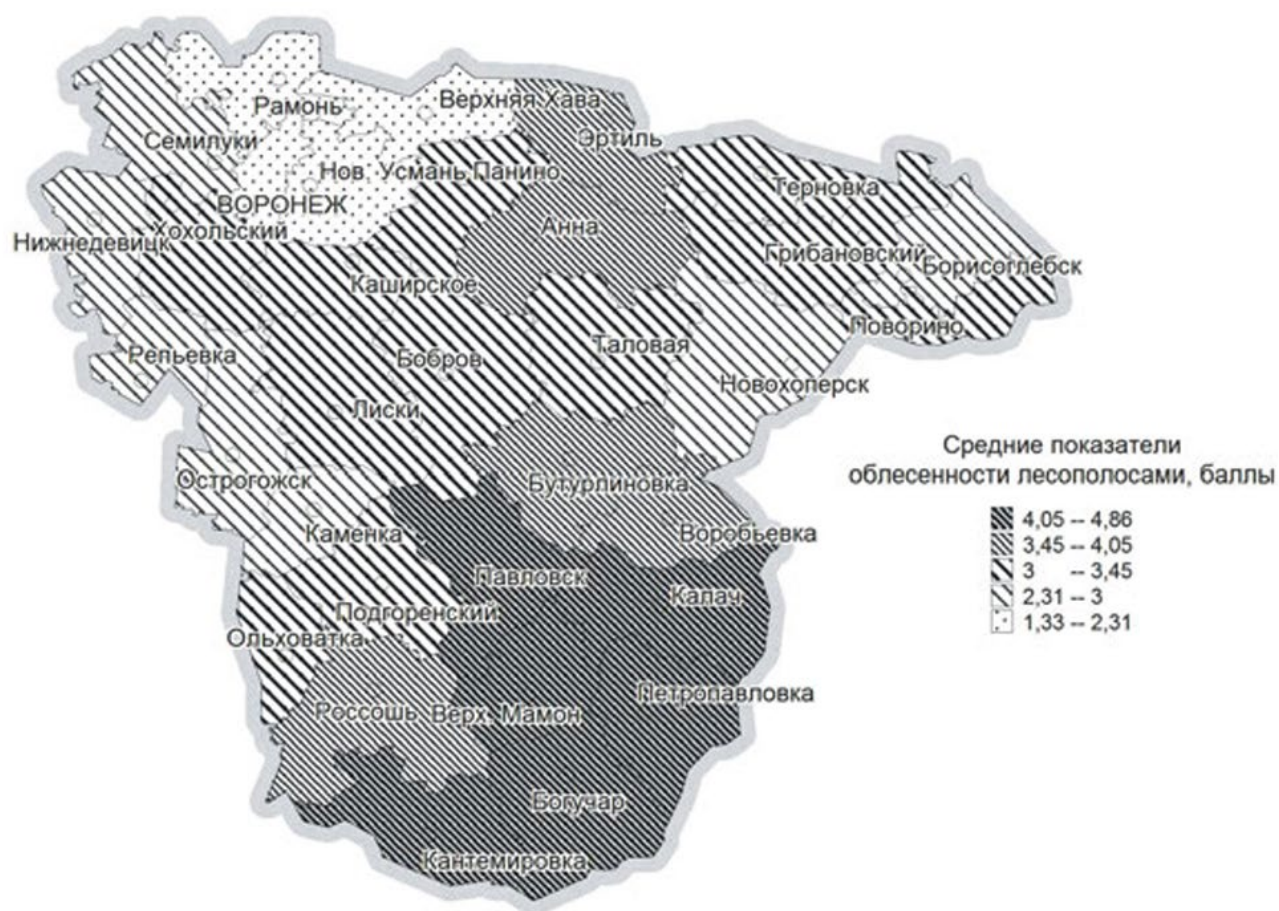 Рамонь
Верхняя Хава
Семилуки
Эртиль
Нов. Усмань
Панино
Терновка
ВОРОНЕЖ
Хохольский
Анна
Нижнедевицк
Грибановский
Борисоглебск
Каширское
Поворино
Репьевка
Бобров
Таловая
Новохоперск
Лиски
Средние показатели
облесенности лесополосами, баллы
Острогожск
Бутурлиновка
4,05 -- 4,86
3,45 -- 4,05
3 -- 3,45
2,31 -- 3
1,33 -- 2,31
Каменка
Воробьевка
Павловск
Калач
Подгоренский
Ольховатка
Петропавловка
Россошь
Верх. Мамон
Богучар
Кантемировка